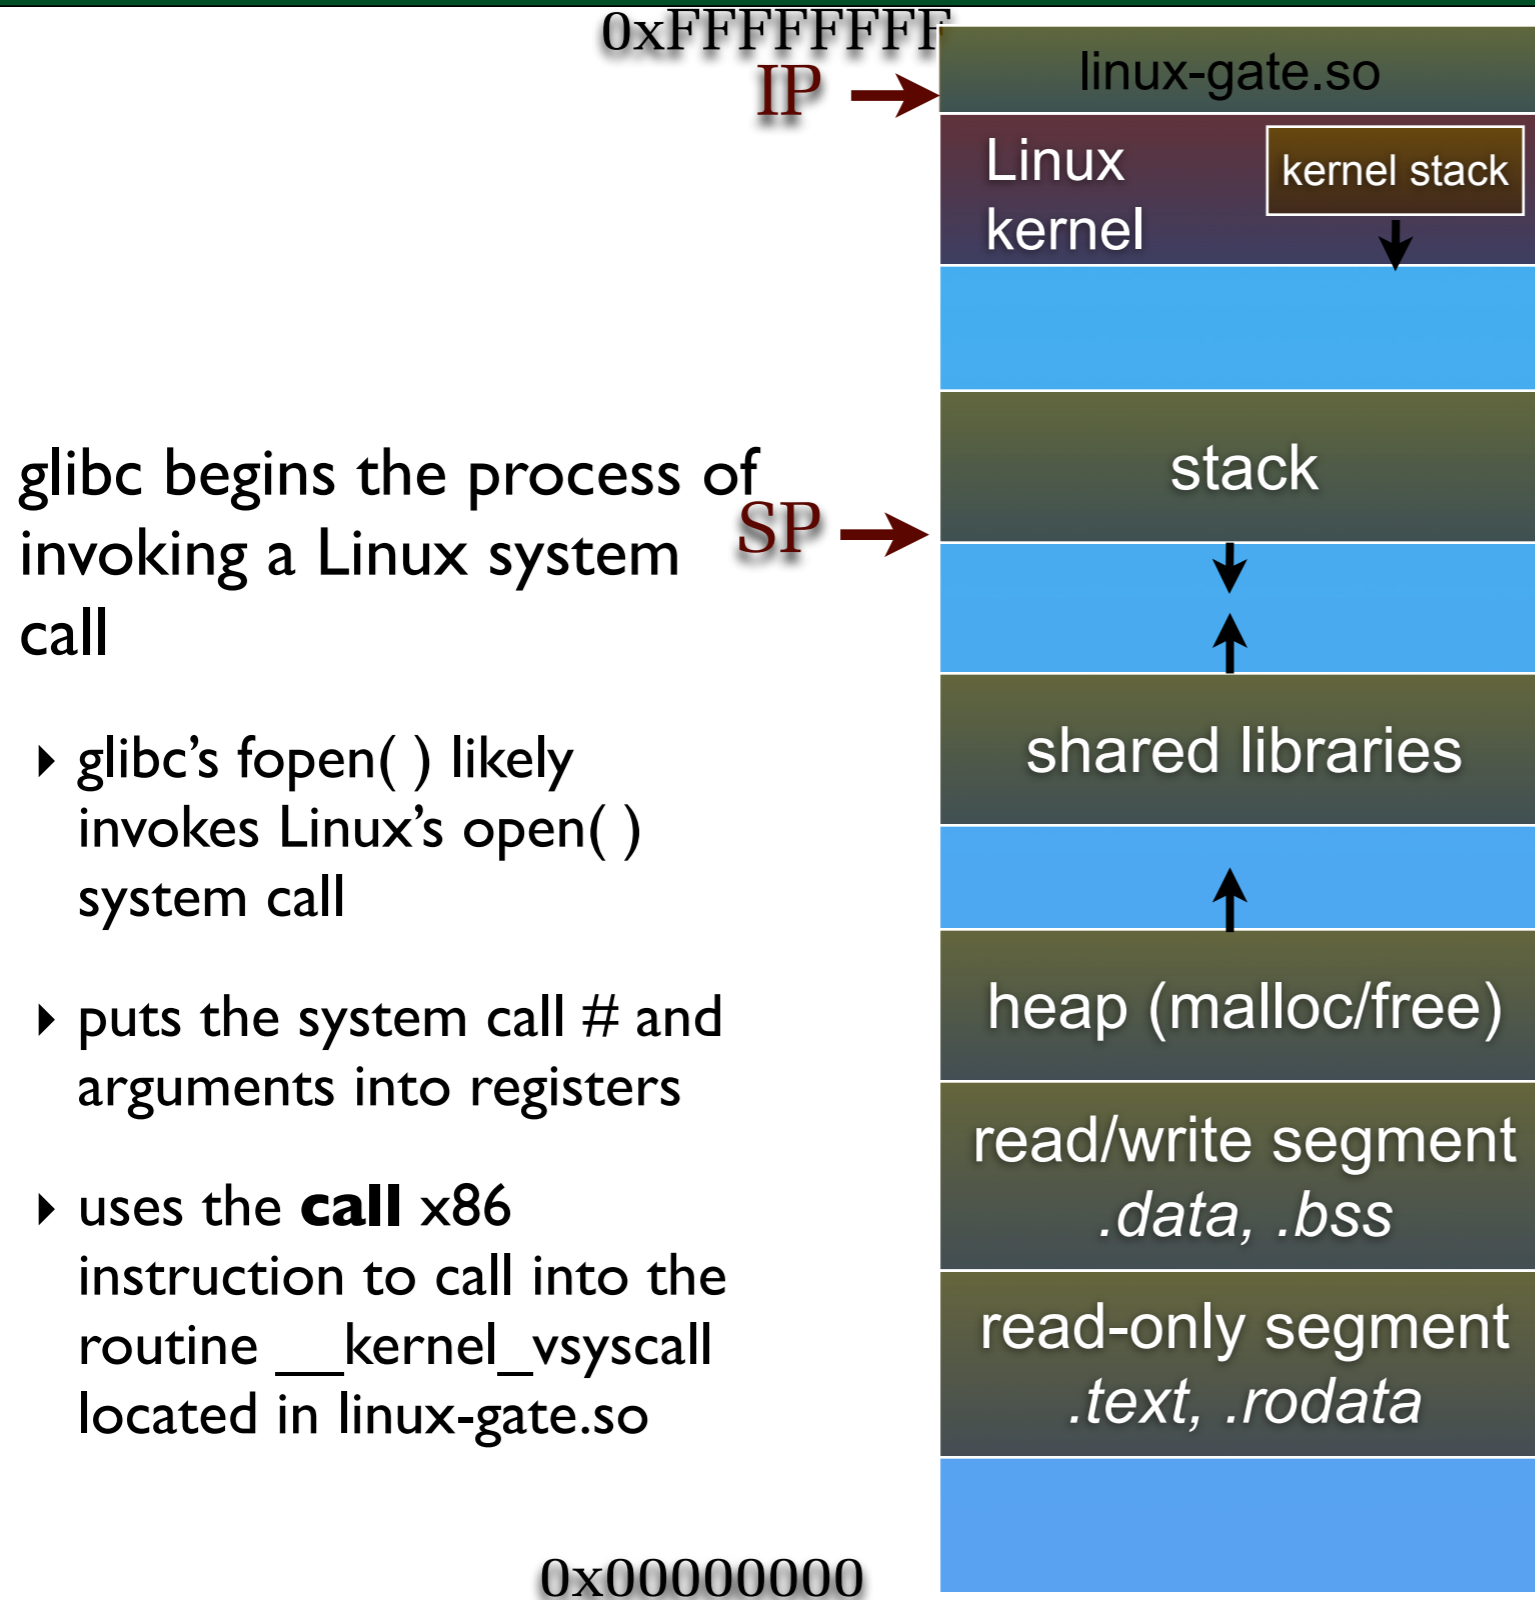 0xFFFFFFFF
IP
linux-gate.so
Linux
kernel
kernel stack
glibc begins the process of
invoking a Linux system
call
SP
stack
▸ glibc’s fopen( ) likely
invokes Linux’s open( )
system call
▸ puts the system call # and
arguments into registers
▸ uses the call x86
instruction to call into the
routine __kernel_vsyscall
located in linux-gate.so
shared libraries
heap (malloc/free)
read/write segment
.data, .bss
read-only segment
.text, .rodata
0x00000000